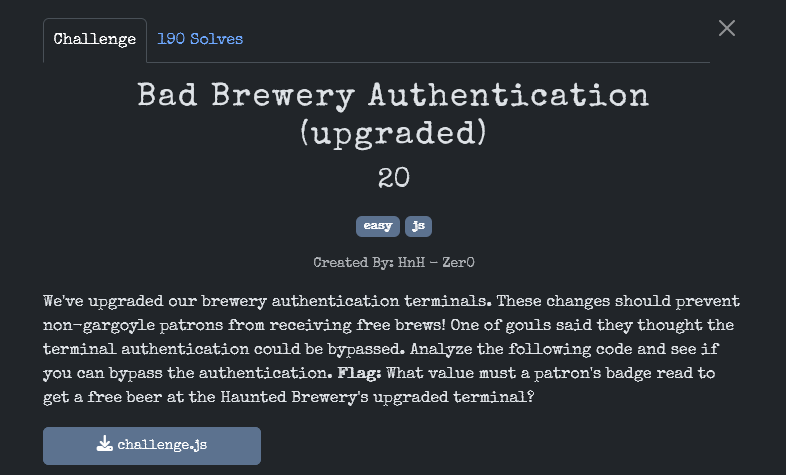 Challenge
190 Solves
Bad Brewery Authentication
(upgraded)
20
easy js
Created By: HnH - Zer0
We've upgraded our brewery authentication terminals. These changes should prevent
non-gargoyle patrons from receiving free brews! One of gouls said they thought the
terminal authentication could be bypassed. Analyze the following code and see if
you can bypass the authentication. Flag: What value must a patron's badge read to
get a free beer at the Haunted Brewery's upgraded terminal?
challenge.js